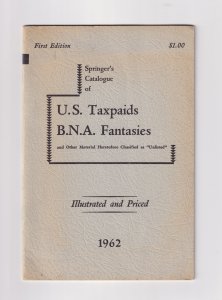 First Edition
$1.00
Springer's
Catalogue
of
U.S. Taxpaids
B.N.A. Fantasies
and Other Material Heretofore Classified as "Unlisted"
Illustrated and Priced
1962